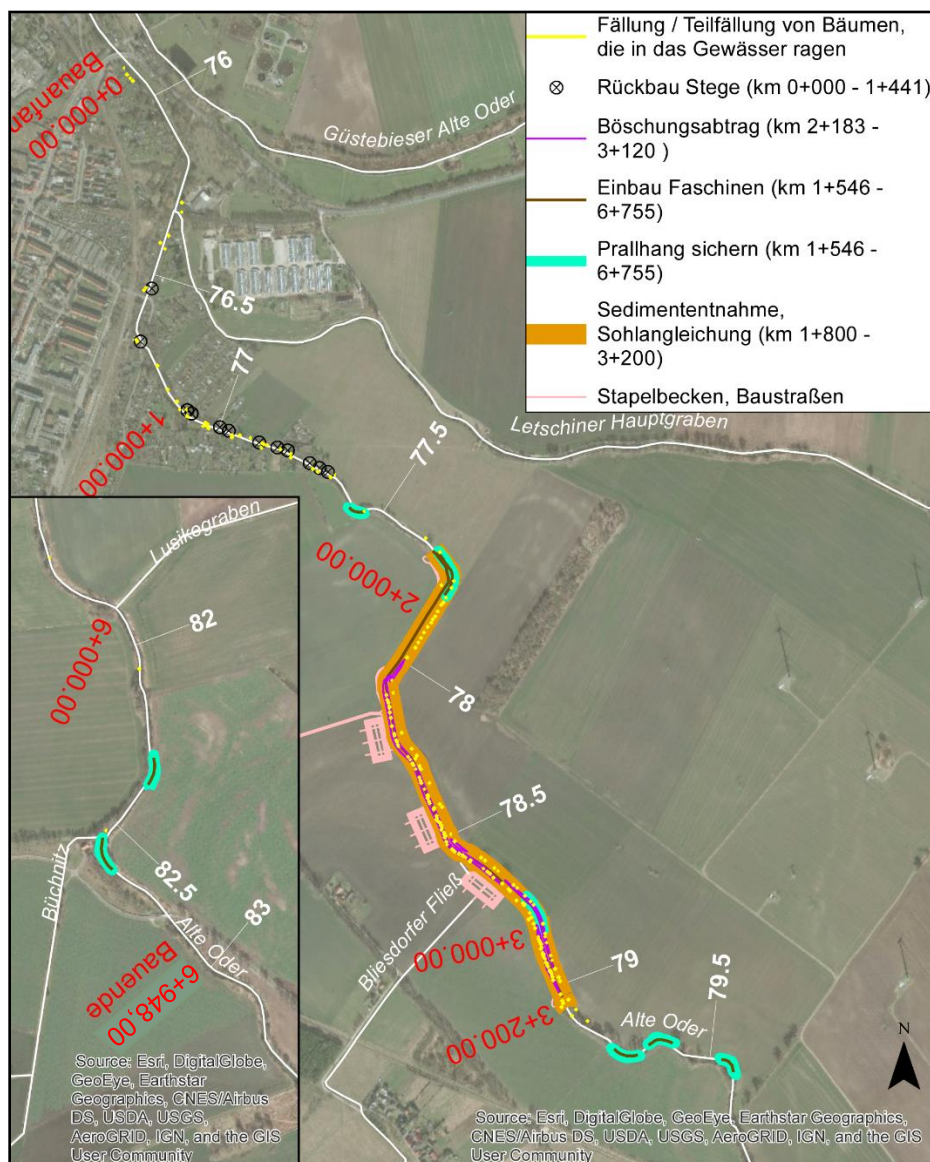 Fällung / Teilfällung von Bäumen,
die in das Gewässer ragen
Rückbau Stege (km 0+000 - 1+441)
Böschungsabtrag (km 2+183 -
3+120 )
Einbau Faschinen (km 1+546 -
6+755)
Prallhang sichern (km 1+546 -
6+755)
Sedimententnahme,
Sohlangleichung (km 1+800 -
3+200)
Stapelbecken, Baustraßen
Bauanfan
0+000.00
76
Güstebieser Alte Oder
76.5
77
1+000.00
Letschiner Hauptgraben
77.5
2+000.00
78
78.5
Bliesdorfer Fließ
3+000.00
79
3+200.00
Alte Oder
79.5
N
Source: Esri, DigitalGlobe, GeoEye, Earthstar Geographics,
CNES/Airbus DS, USDA, USGS, AeroGRID, IGN, and the GIS
User Community
Lusikograben
82
6+000.00
82.5
Büchnitz
83
Alte Oder
Bauende
6+948,00
Source: Esri, DigitalGlobe,
GeoEye, Earthstar
Geographics, CNES/Airbus
DS, USDA, USGS,
AeroGRID, IGN, and the GIS
User Community